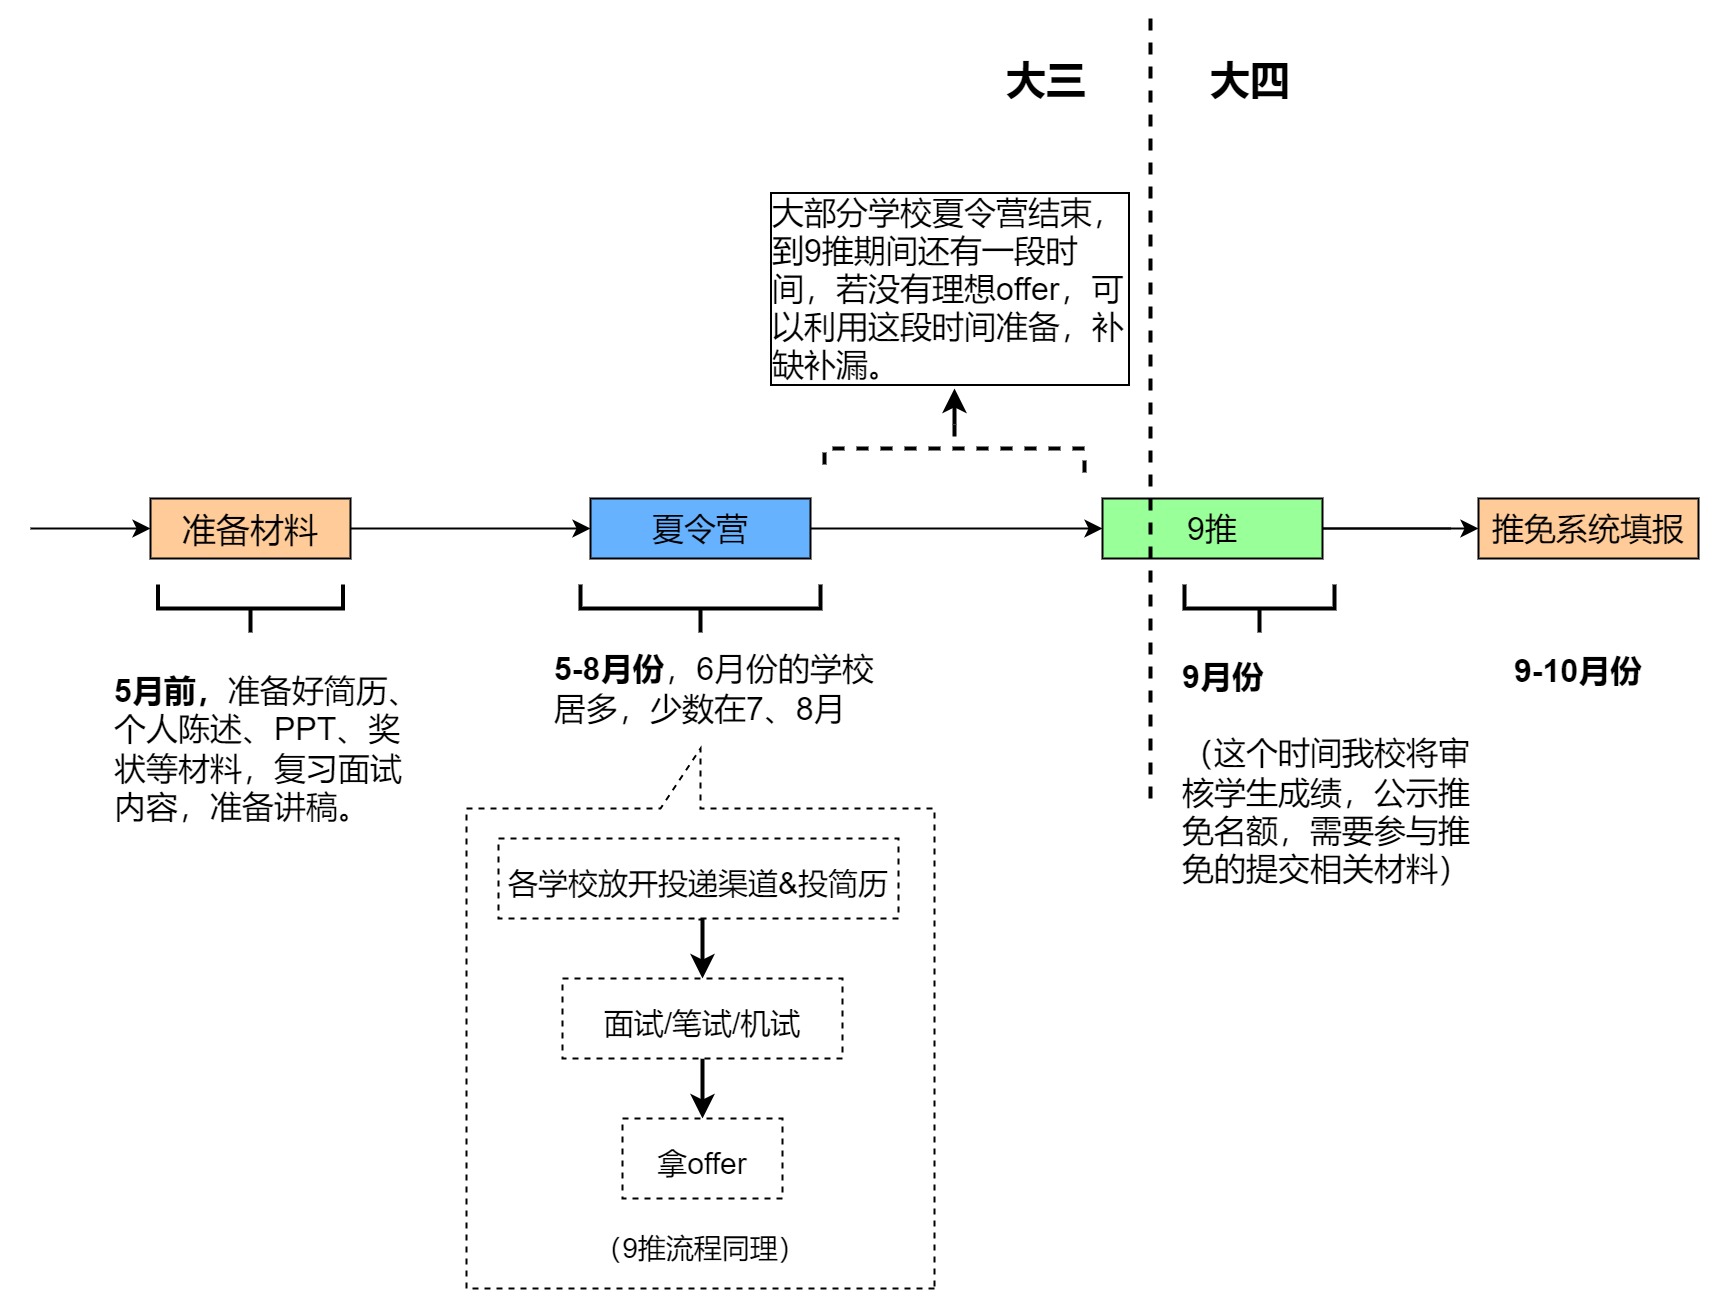 大三
大四
大部分学校夏令营结束，
到9推期间还有一段时
间，若没有理想offer，可
以利用这段时间准备，补
缺补漏。
准备材料
夏令营
9推
推免系统填报
5月前，准备好简历、
个人陈述、PPT、奖
状等材料，复习面试
内容，准备讲稿。
5-8月份，6月份的学校
居多，少数在7、8月
9月份
（这个时间我校将审
核学生成绩，公示推
免名额，需要参与推
免的提交相关材料）
9-10月份
各学校放开投递渠道&投简历
面试/笔试/机试
拿offer
（9推流程同理）